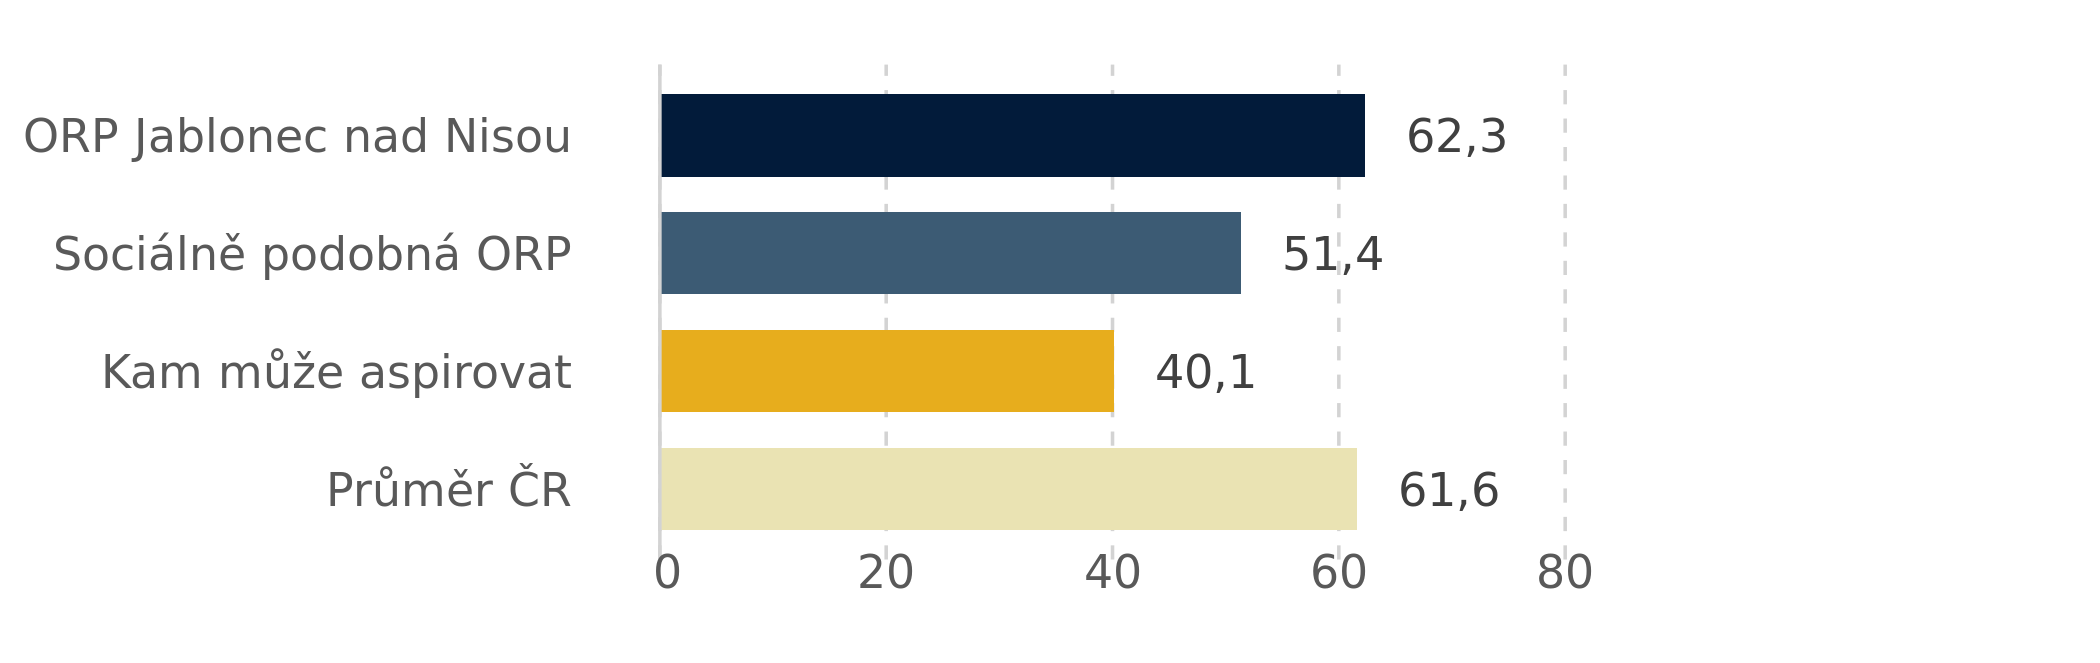 ORP Jablonec nad Nisou 62,3
Sociálně podobná ORP 51,4
Kam může aspirovat 40,1
Průměr ČR 61,6
0 20 40 60 80